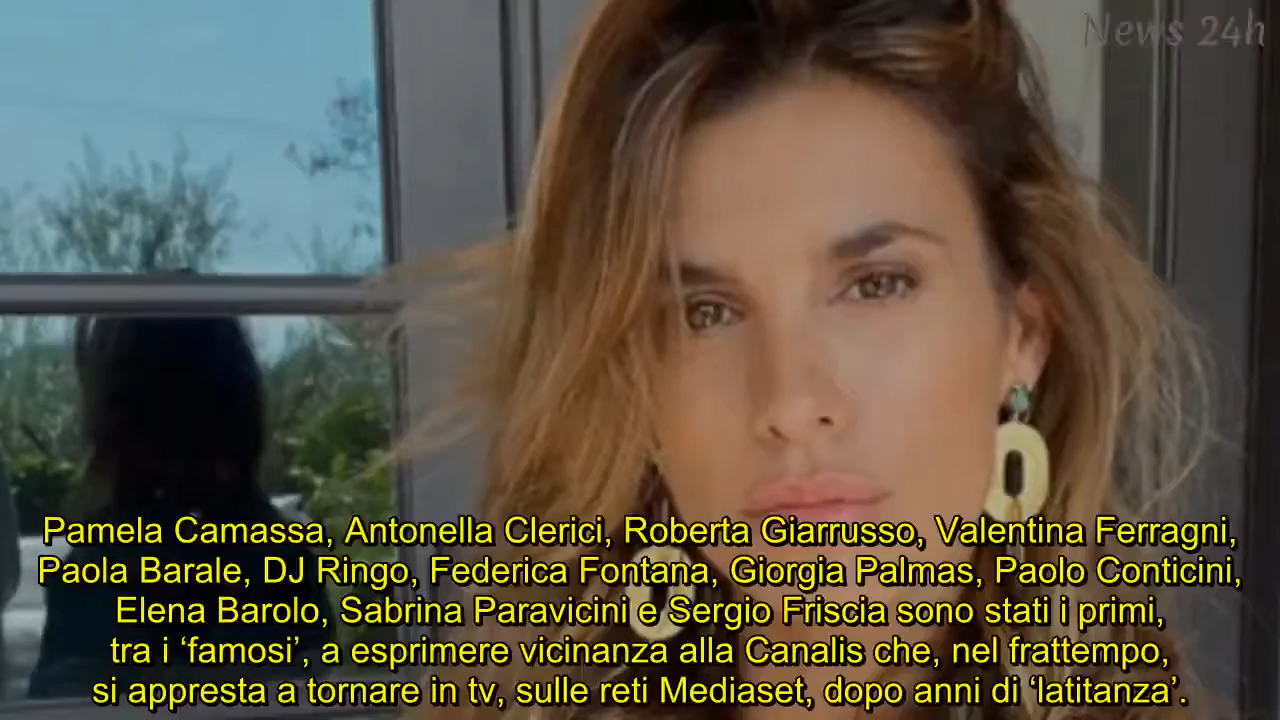 News 24h
Pamela Camassa, Antonella Clerici, Roberta Giarrusso, Valentina Ferragni,
Paola Barale, DJ Ringo, Federica Fontana, Giorgia Palmas, Paolo Conticini,
Elena Barolo, Sabrina Paravicini e Sergio Friscia sono stati i primi,
tra i ‘famosi’, a esprimere vicinanza alla Canalis che, nel frattempo,
si appresta a tornare in tv, sulle reti Mediaset, dopo anni di ‘latitanza’.